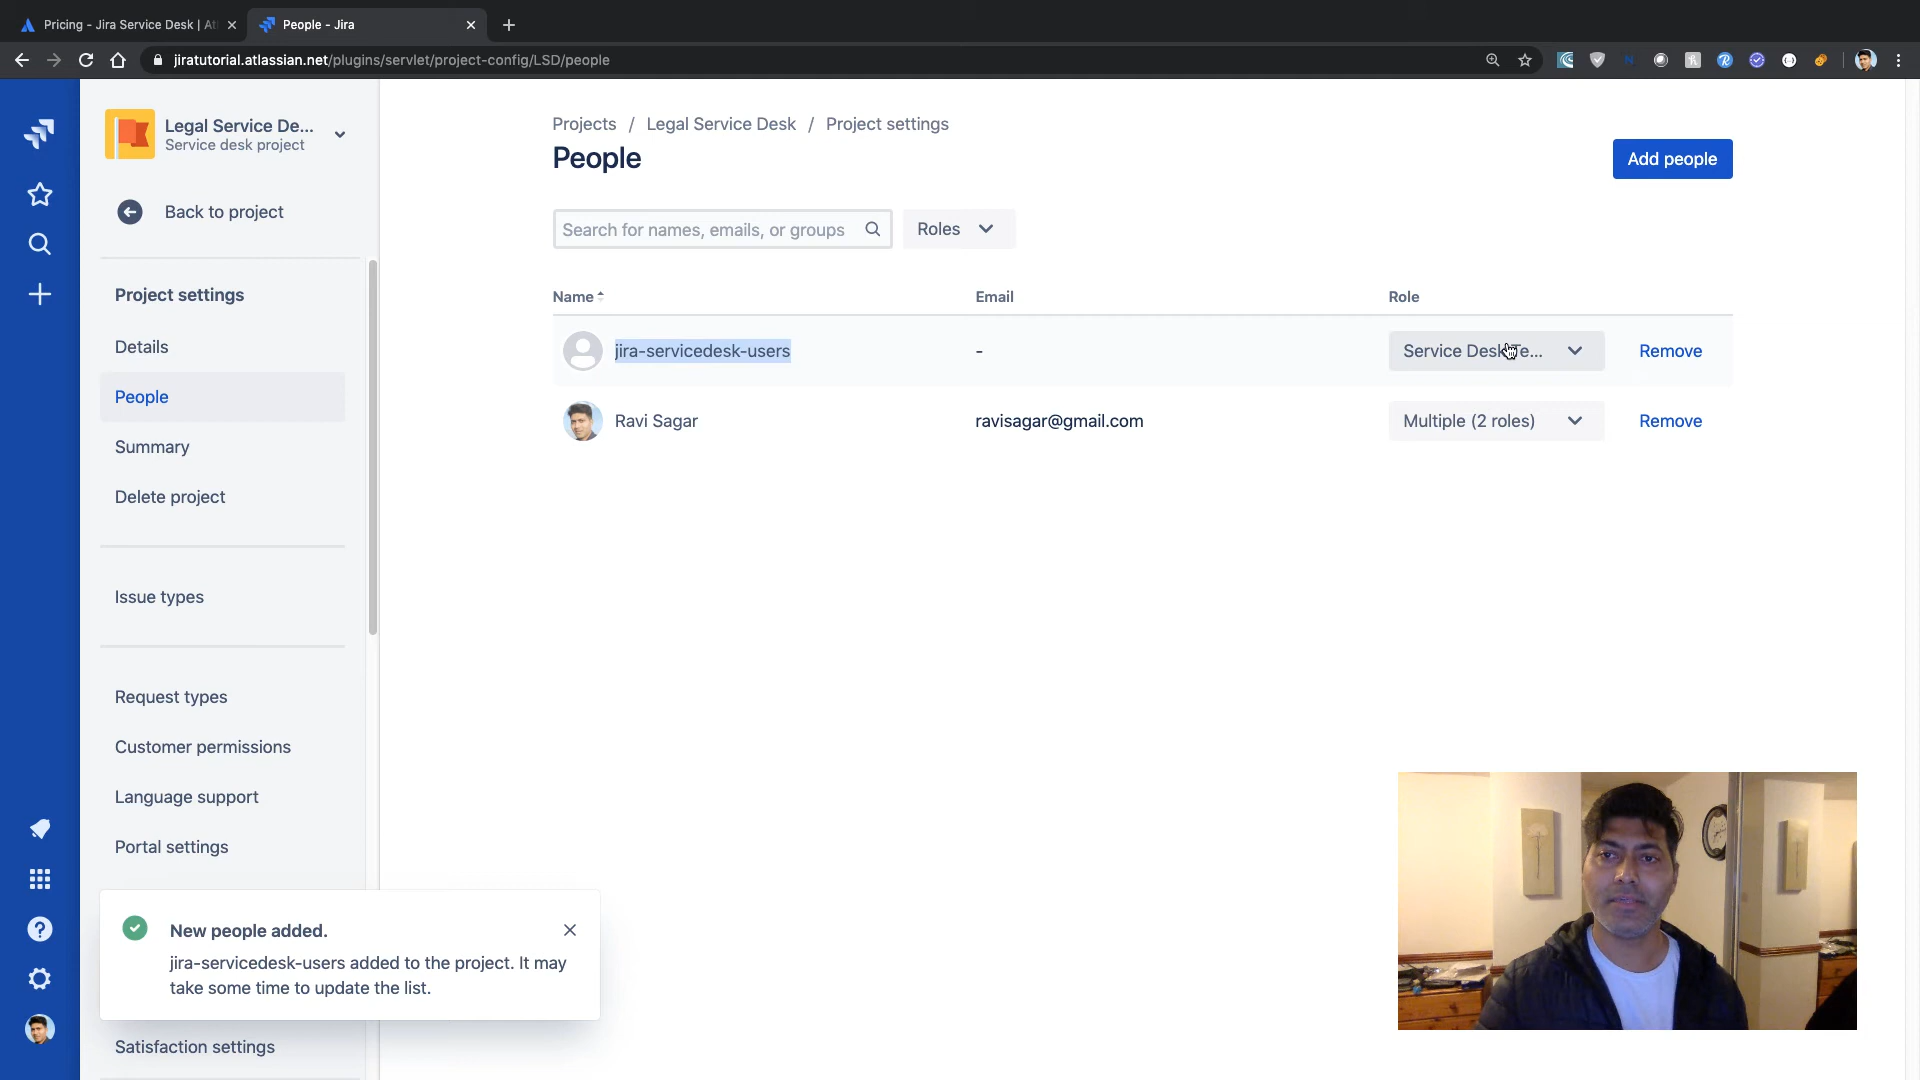 Pricing - Jira Service Desk | At
People - Jira
jiratutorial.atlassian.net/plugins/servlet/project-config/LSD/people
Legal Service De...
Service desk project
Back to project
Project settings
Details
People
Summary
Delete project
Issue types
Request types
Customer permissions
Language support
Portal settings
Satisfaction settings
Projects / Legal Service Desk / Project settings
People
Add people
Search for names, emails, or groups
Roles
Name Email Role
jira-servicedesk-users - Service Desk Te... Remove
Ravi Sagar ravisagar@gmail.com Multiple (2 roles) Remove
New people added.
jira-servicedesk-users added to the project. It may
take some time to update the list.